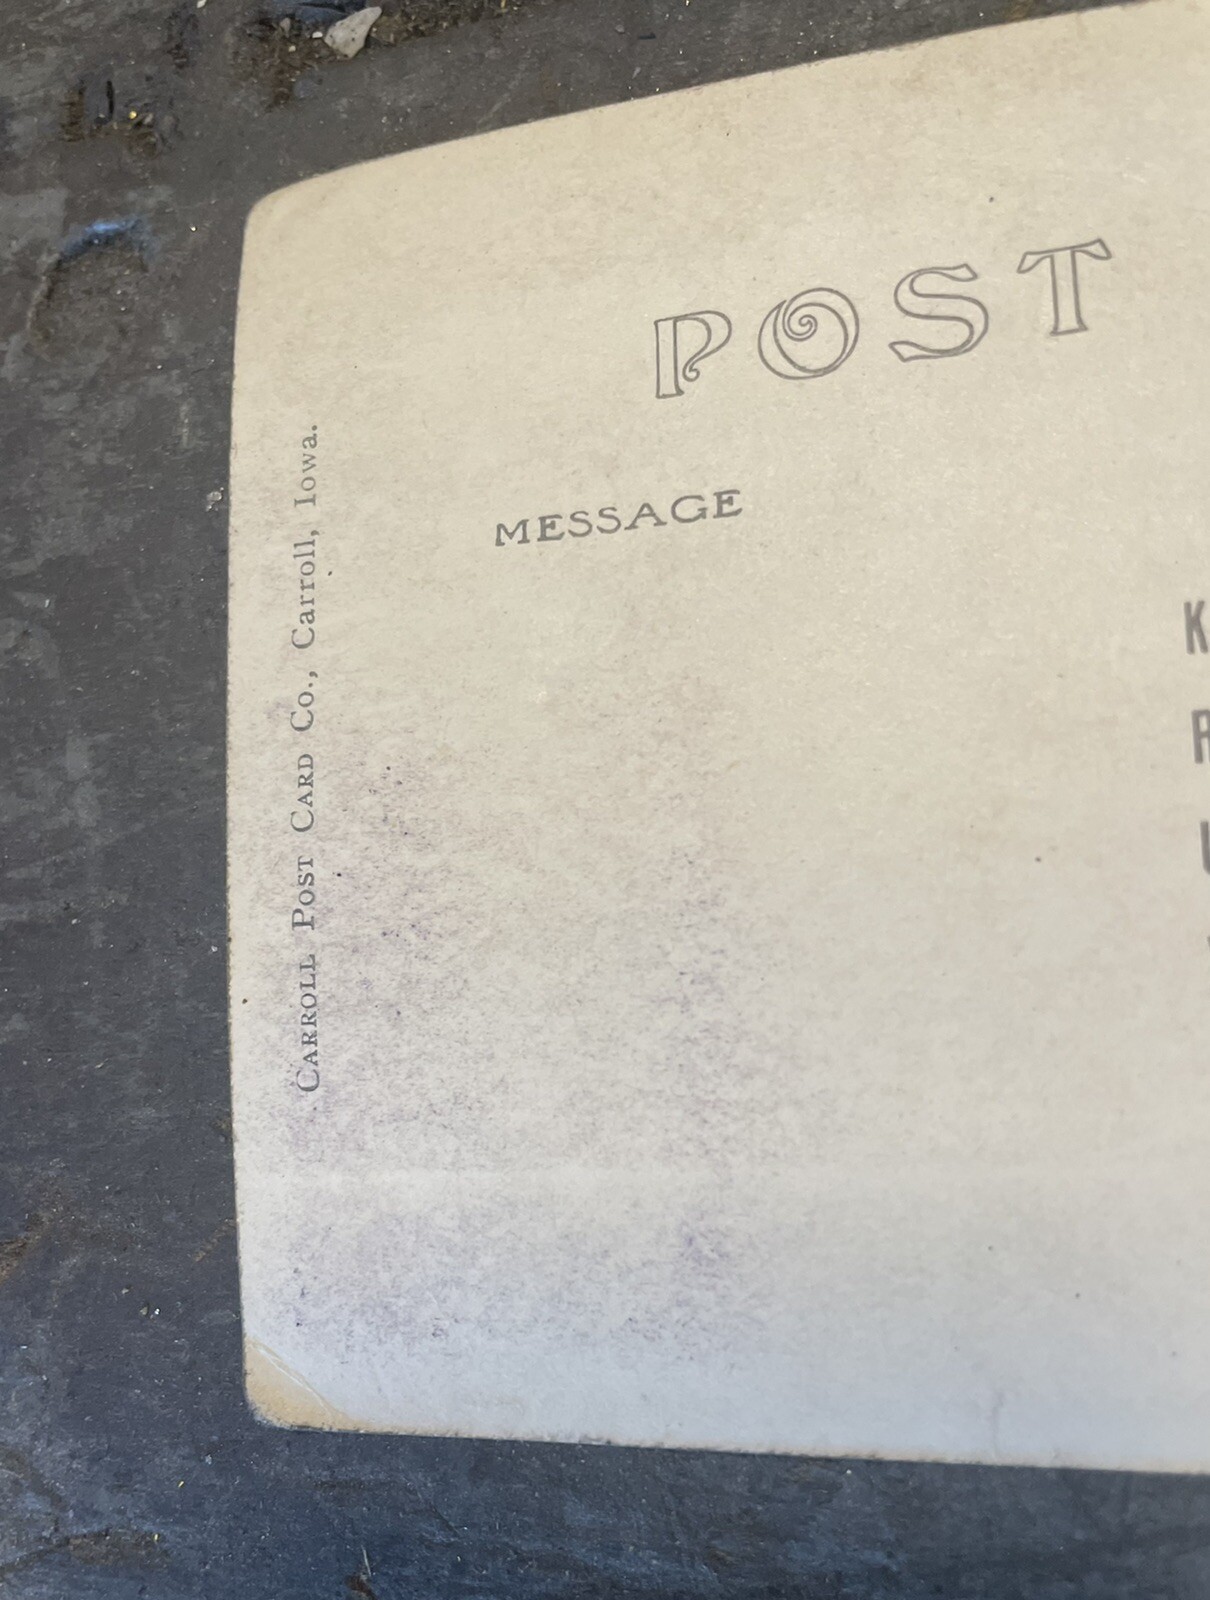 POST
MESSAGE
CARROLL POST CARD CO., Carroll, Iowa.
K
R